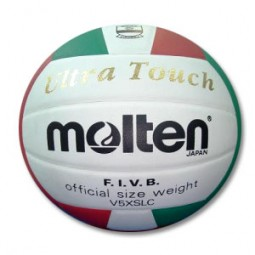 Ultra Touch
molten
JAPAN
F.I.V.B.
official size weight
V5XSLC